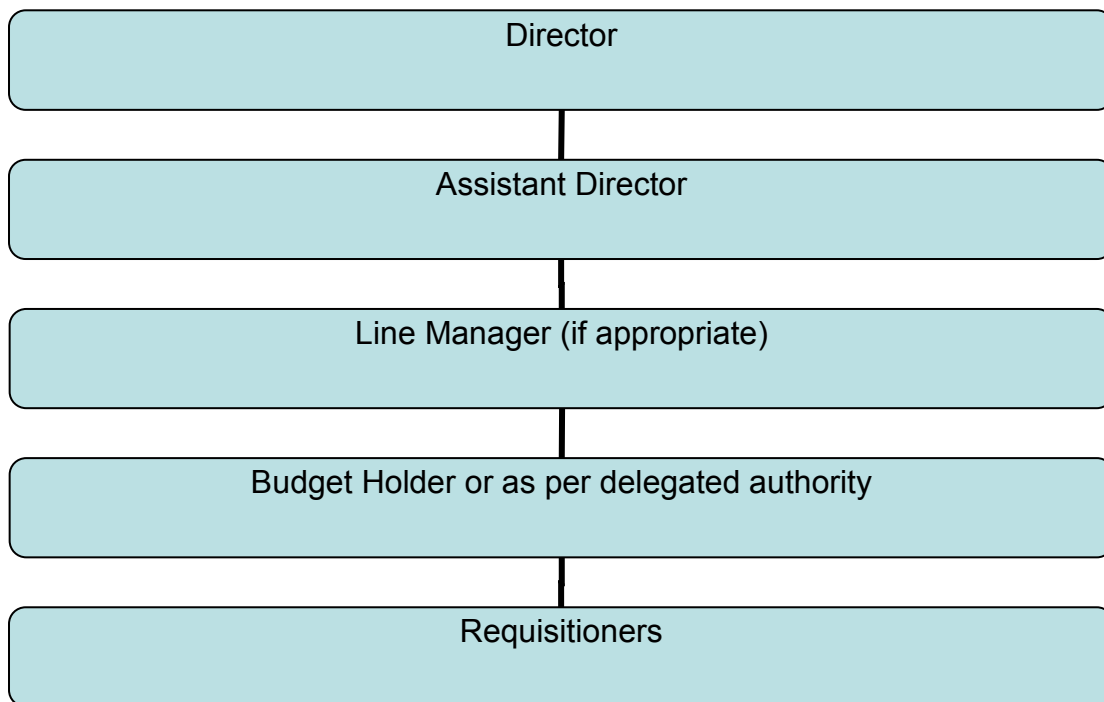 Director
Assistant Director
Line Manager (if appropriate)
Budget Holder or as per delegated authority
Requisitioners